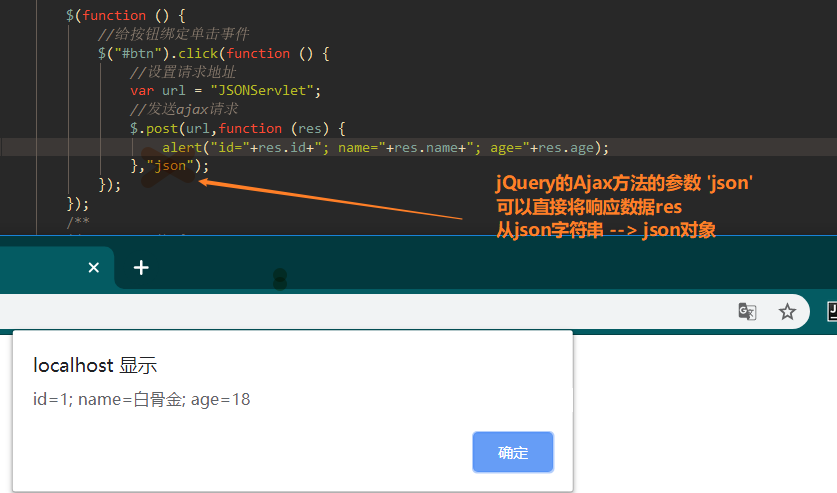 $(function () {
//给按钮绑定单击事件
$("#btn").click(function () {
//设置请求地址
var url = "JSONServlet";
//发送ajax请求
$.post(url,function (res) {
alert("id="+res.id+"; name="+res.name+"; age="+res.age);
},"json");
});
});
/**
jQuery的Ajax方法的参数 'json'
可以直接将响应数据res
从json字符串 --> json对象
localhost 显示
id=1; name=白骨金; age=18
确定